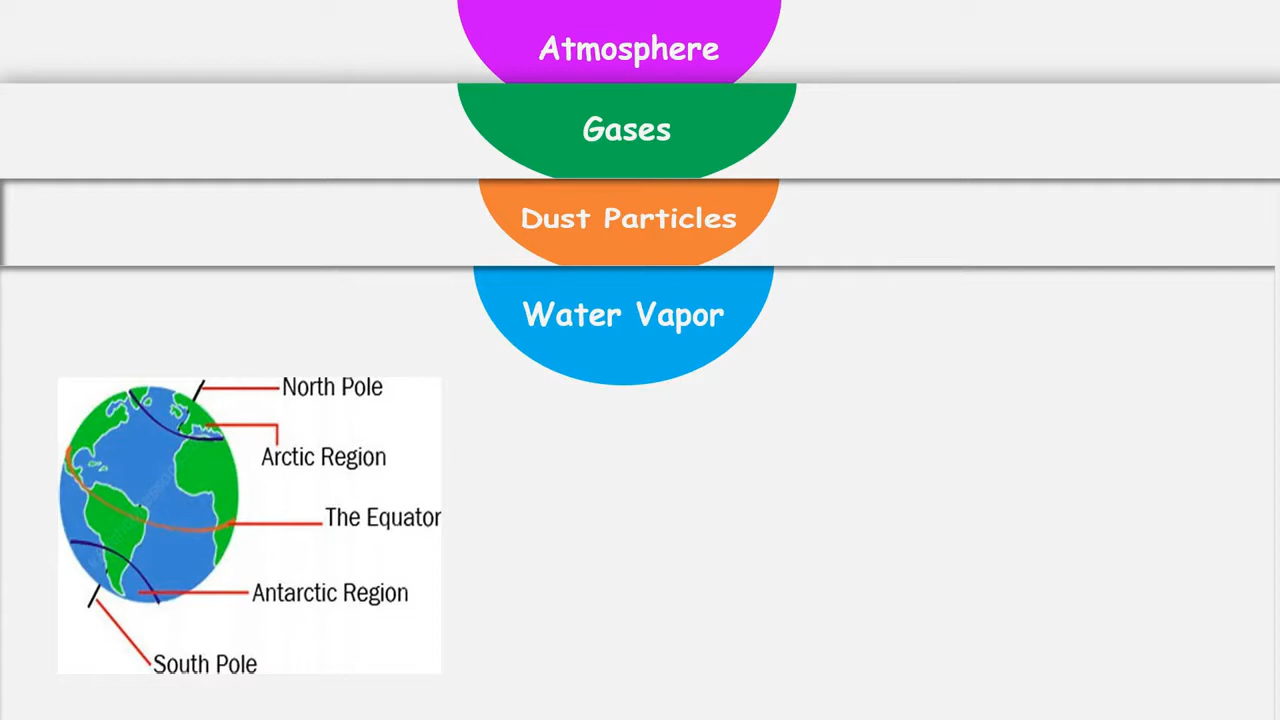 Atmosphere
Gases
Dust Particles
Water Vapor
North Pole
Arctic Region
The Equator
Antarctic Region
South Pole